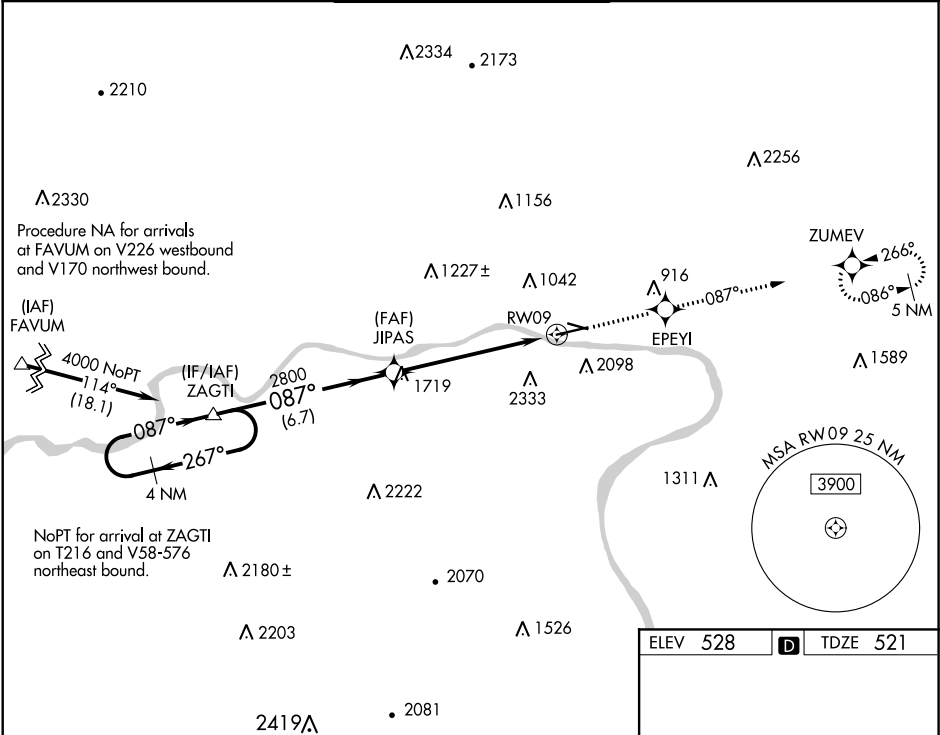 2334
2173
2210
2256
2330
1156
Procedure NA for arrivals
at FAVUM on V226 westbound
and V170 northwest bound.
ZUMEV
266°
086°
5 NM
1227±
1042
916
087°
(IAF)
FAVUM
(FAF)
JIPAS
RW09
EPEYI
4000 NoPT
114°
(18.1)
(IF/IAF)
ZAGTI
2800
087°
(6.7)
1719
2333
2098
1589
087°
267°
4 NM
MSA RW09 25 NM
3900
1311
2222
NoPT for arrival at ZAGTI
on T216 and V58-576
northeast bound.
2180±
2070
2203
1526
ELEV 528 D TDZE 521
2419
2081